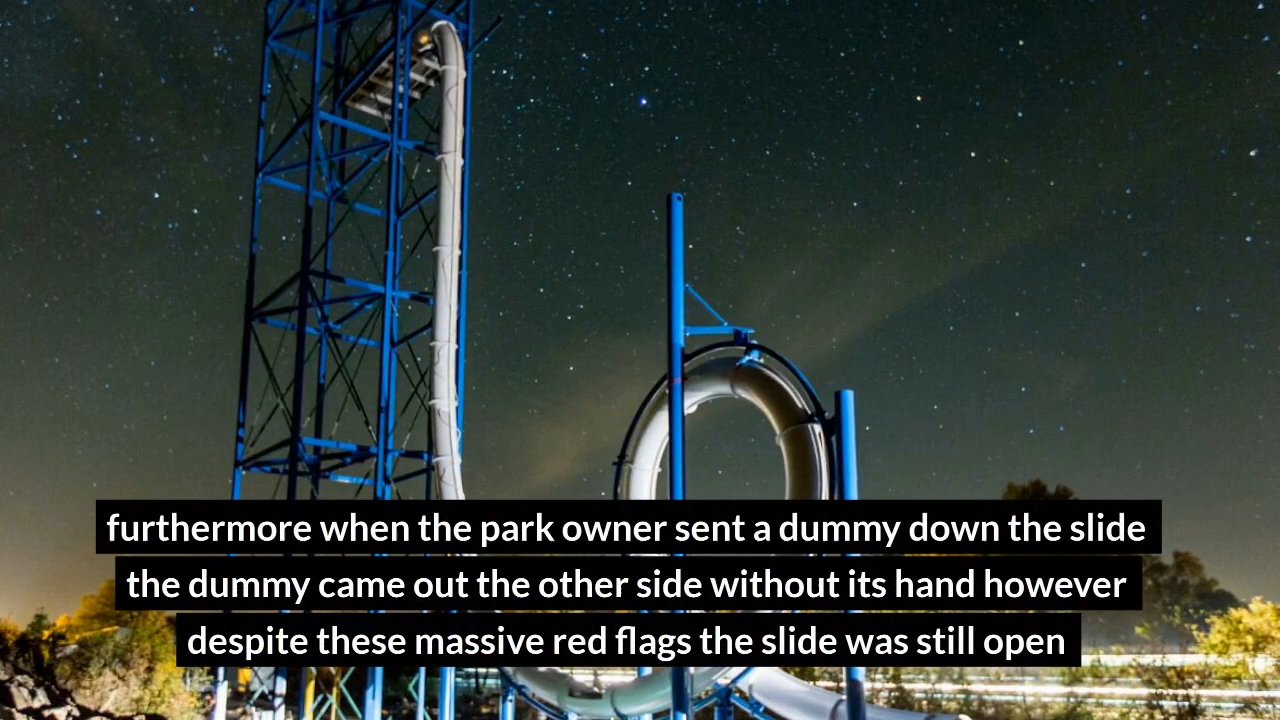 furthermore when the park owner sent a dummy down the slide
the dummy came out the other side without its hand however
despite these massive red flags the slide was still open